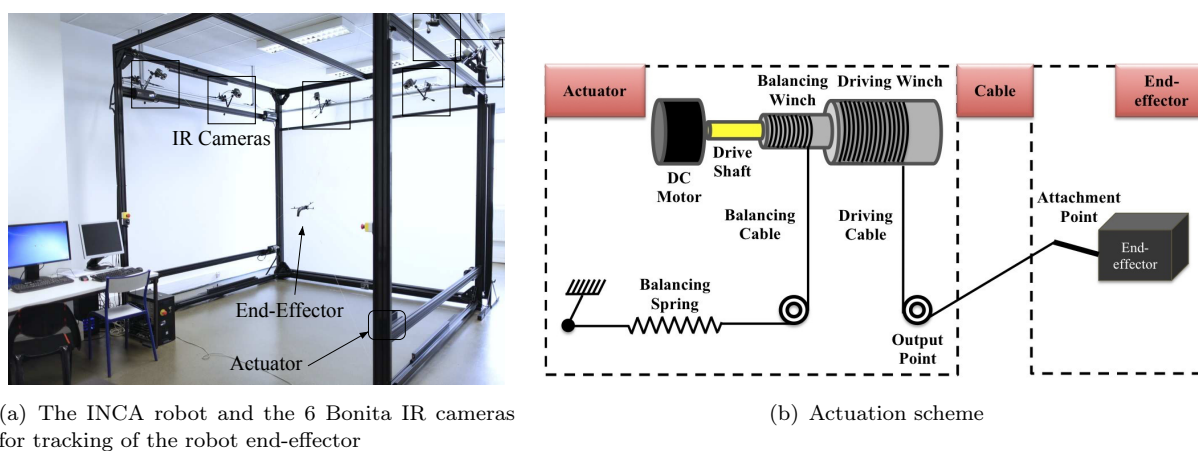 IR Cameras
End-Effector
Actuator
(a) The INCA robot and the 6 Bonita IR cameras
for tracking of the robot end-effector
Actuator
Balancing
Winch
Driving Winch
Cable
End-
effector
DC
Motor
Drive
Shaft
Balancing
Cable
Driving
Cable
Attachment
Point
End-
effector
Balancing
Spring
Output
Point
(b) Actuation scheme